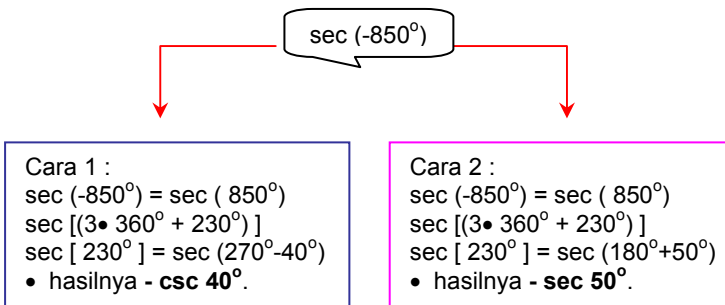 sec (-850°)
Cara 1 :
sec (-850°) = sec ( 850°)
sec [(3• 360° + 230°) ]
sec [ 230° ] = sec (270°-40°)
• hasilnya - csc 40°.
Cara 2 :
sec (-850°) = sec ( 850°)
sec [(3• 360° + 230°) ]
sec [ 230° ] = sec (180°+50°)
• hasilnya - sec 50°.